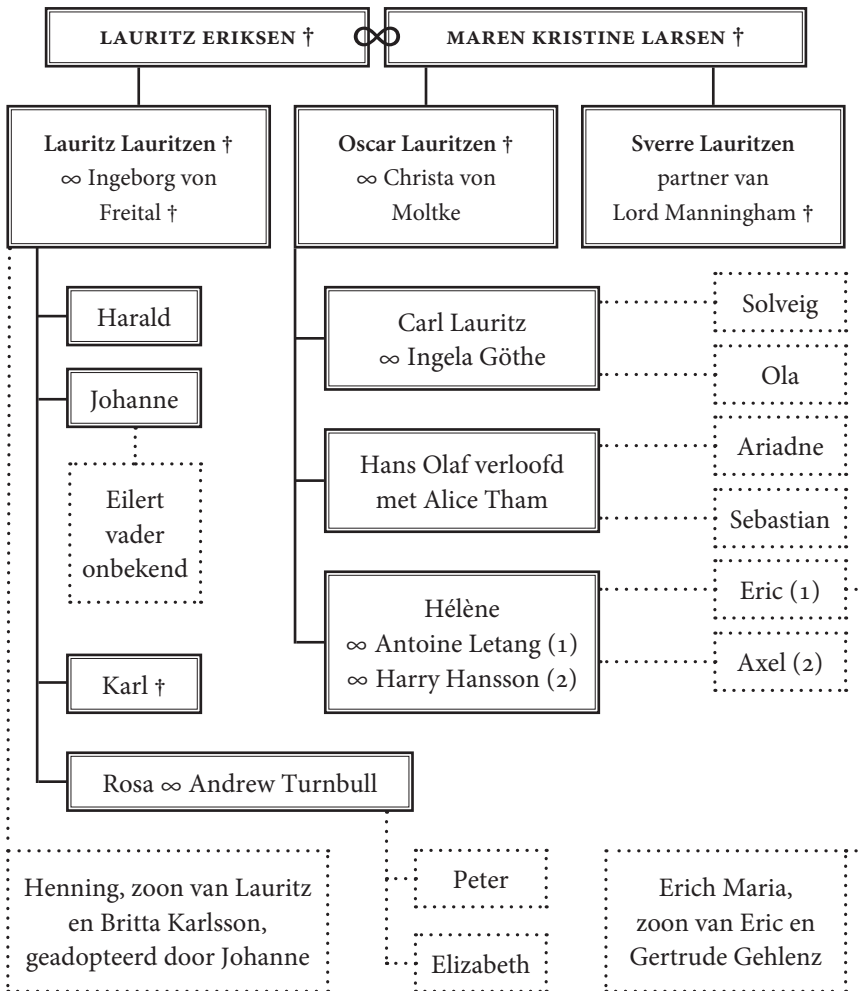 LAURITZ ERIKSEN † ∞ MAREN KRISTINE LARSEN †
Lauritz Lauritzen †
∞ Ingeborg von
Freital †
Oscar Lauritzen †
∞ Christa von
Moltke
Sverre Lauritzen
partner van
Lord Manningham †
Harald
Johanne
Eilert
vader
onbekend
Karl †
Rosa ∞ Andrew Turnbull
Carl Lauritz
∞ Ingela Göthe
Hans Olaf verloofd
met Alice Tham
Hélène
∞ Antoine Letang (1)
∞ Harry Hansson (2)
Solveig
Ola
Ariadne
Sebastian
Eric (1)
Axel (2)
Henning, zoon van Lauritz
en Britta Karlsson,
geadopteerd door Johanne
Peter
Elizabeth
Erich Maria,
zoon van Eric en
Gertrude Gehlenz